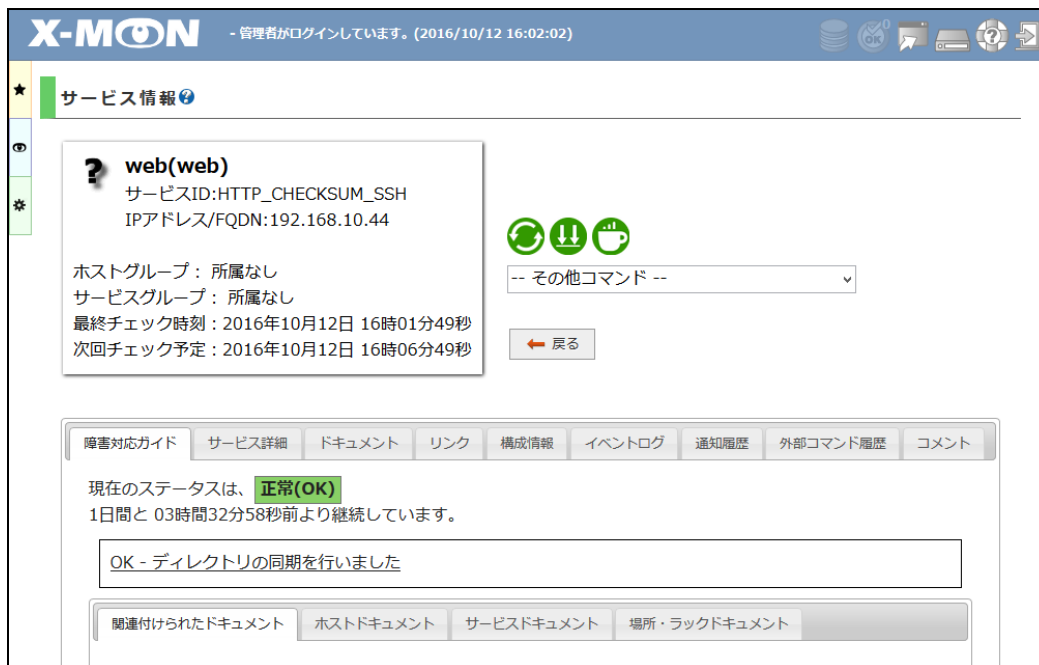 X-MON - 管理者がログインしています。(2016/10/12 16:02:02)
OK 0
サービス情報
web(web)
サービスID:HTTP_CHECKSUM_SSH
IPアドレス/FQDN:192.168.10.44
ホストグループ： 所属なし
サービスグループ： 所属なし
最終チェック時刻：2016年10月12日 16時01分49秒
次回チェック予定：2016年10月12日 16時06分49秒
-- その他コマンド --
戻る
障害対応ガイド サービス詳細 ドキュメント リンク 構成情報 イベントログ 通知履歴 外部コマンド履歴 コメント
現在のステータスは、 正常(OK)
1日間と 03時間32分58秒前より継続しています。
OK - ディレクトリの同期を行いました
関連付けられたドキュメント ホストドキュメント サービスドキュメント 場所・ラックドキュメント